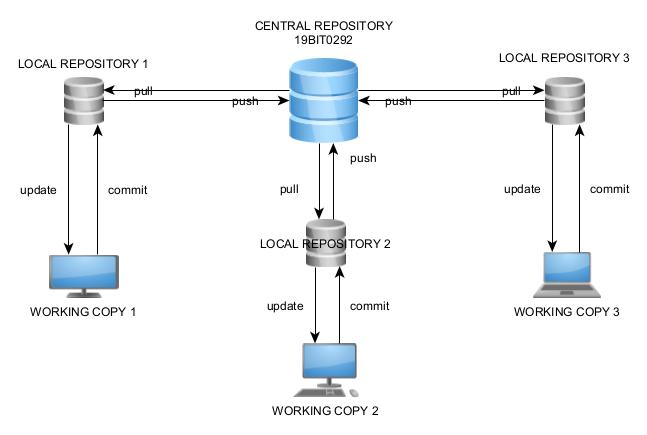 CENTRAL REPOSITORY
19BIT0292
LOCAL REPOSITORY 1
LOCAL REPOSITORY 3
pull
push
push
pull
pull
push
update
commit
update
commit
LOCAL REPOSITORY 2
update
commit
WORKING COPY 1
WORKING COPY 3
WORKING COPY 2